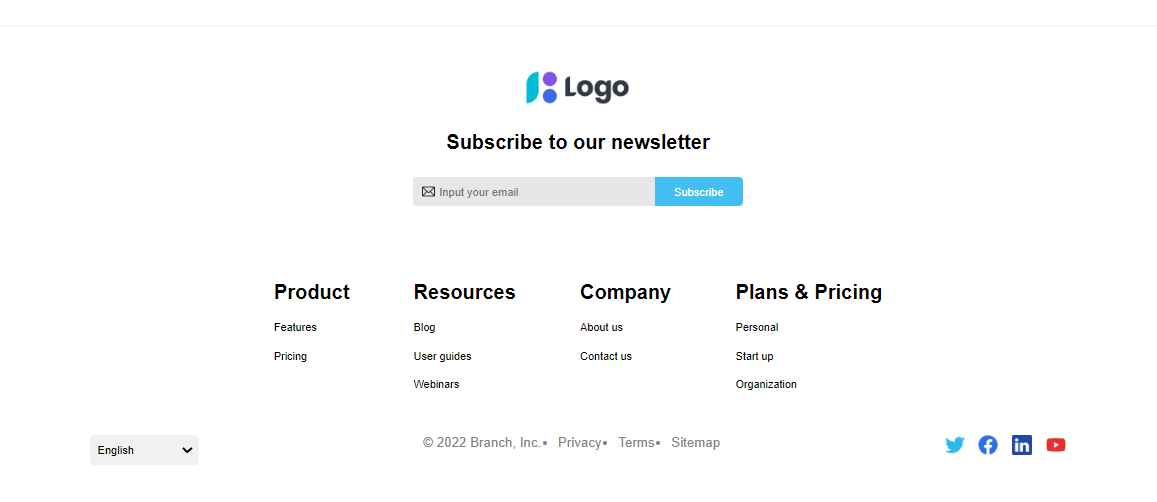 Logo
Subscribe to our newsletter
Input your email Subscribe
Product Resources Company Plans & Pricing
Features Blog About us Personal
Pricing User guides Contact us Start up
Webinars Organization
English © 2022 Branch, Inc.• Privacy• Terms• Sitemap